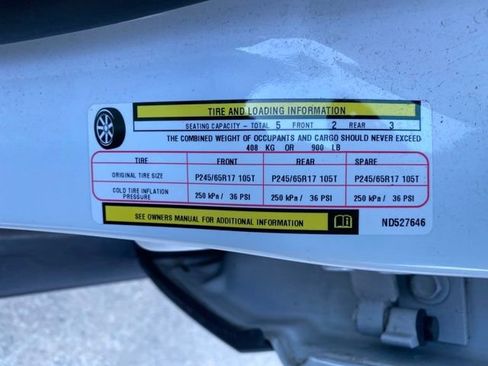 TIRE AND LOADING INFORMATION
SEATING CAPACITY - TOTAL 5 FRONT 2 REAR 3
THE COMBINED WEIGHT OF OCCUPANTS AND CARGO SHOULD NEVER EXCEED
408 KG OR 900 LB
TIRE FRONT REAR SPARE
ORIGINAL TIRE SIZE P245/65R17 105T P245/65R17 105T P245/65R17 105T
COLD TIRE INFLATION
PRESSURE 250 kPa / 36 PSI 250 kPa / 36 PSI 250 kPa / 36 PSI
SEE OWNERS MANUAL FOR ADDITIONAL INFORMATION
ND527646